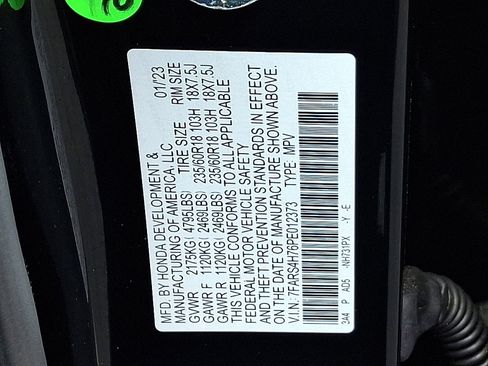 MFD. BY HONDA DEVELOPMENT & 01/'23
MANUFACTURING OF AMERICA, LLC
TIRE SIZE RIM SIZE
GVWR 2175KG( 4795LBS) 235/60R18 103H 18X7.5J
GAWR F 1120KG( 2469LBS) 235/60R18 103H 18X7.5J
GAWR R 1120KG( 2469LBS) 235/60R18 103H 18X7.5J
THIS VEHICLE CONFORMS TO ALL APPLICABLE
FEDERAL MOTOR VEHICLE SAFETY
AND THEFT PREVENTION STANDARDS IN EFFECT
ON THE DATE OF MANUFACTURE SHOWN ABOVE.
V.I.N: 7FARS4H76PE012373 TYPE: MPV
3A4 P AD5 -NH731PX -Y -E